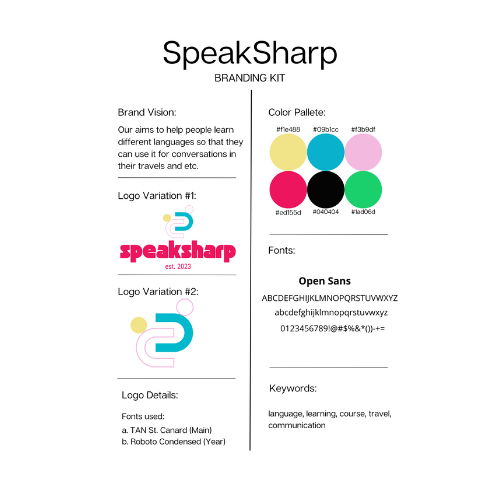 SpeakSharp
BRANDING KIT
Brand Vision:
Our aims to help people learn
different languages so that they
can use it for conversations in
their travels and etc.
Logo Variation #1:
speaksharp
est. 2023
Logo Variation #2:
Logo Details:
Fonts used:
a. TAN St. Canard (Main)
b. Roboto Condensed (Year)
Color Pallete:
#f1e488 #09b1cc #f3b9df
#ed155d #040404 #1ed06d
Fonts:
Open Sans
ABCDEFGHIJKLMNOPQRSTUVWXYZ
abcdefghijklmnopqrstuvwxyz
0123456789!@#$%&*()-+=
Keywords:
language, learning, course, travel,
communication